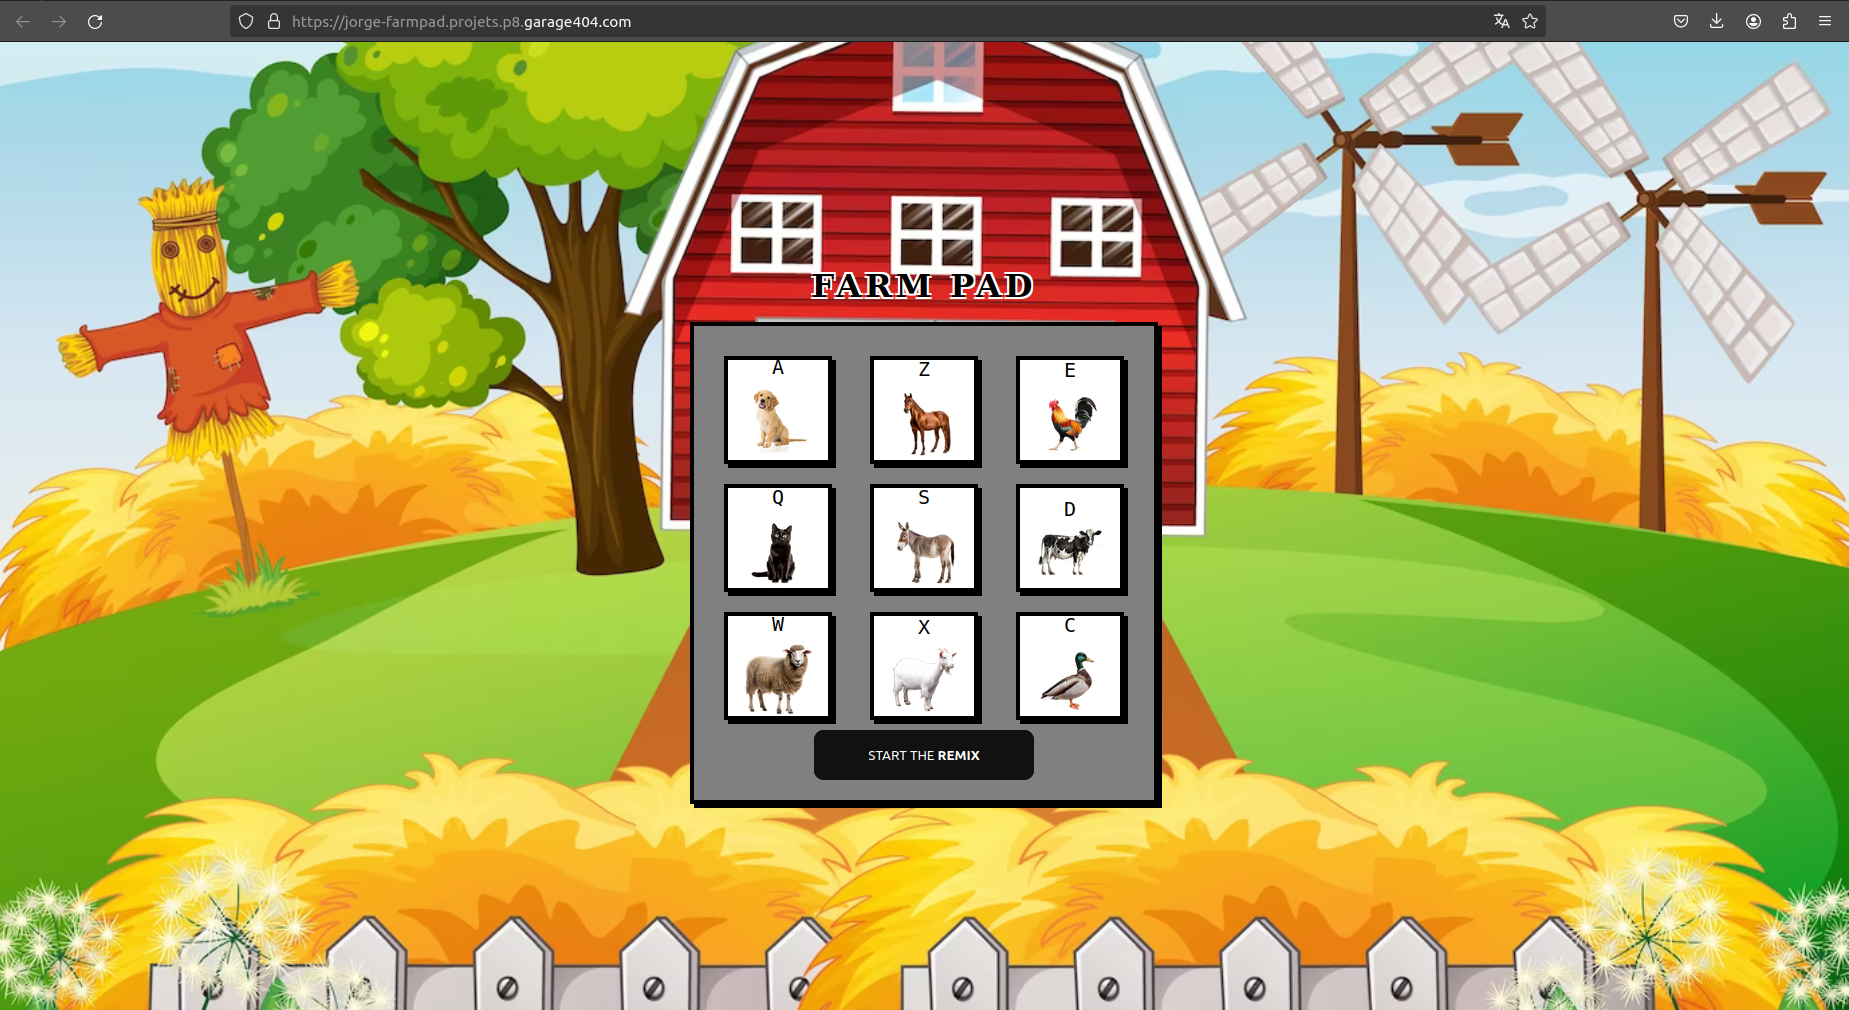 https://jorge-farmpad.projets.p8.garage404.com
FARM PAD
A Z E
Q S D
W X C
START THE REMIX